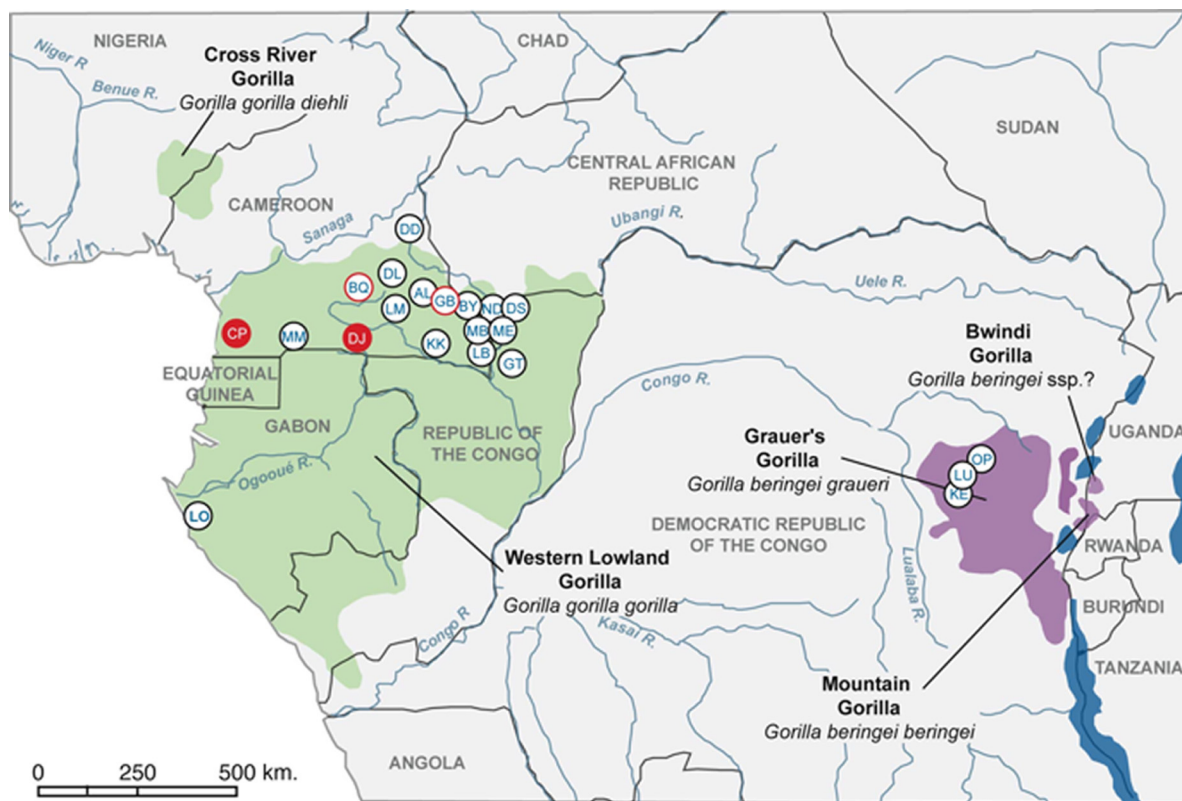 NIGERIA
Niger R
Benue R.
Cross River
Gorilla
Gorilla gorilla diehli
CHAD
SUDAN
CENTRAL AFRICAN
REPUBLIC
CAMEROON
Sanaga
Ubangi R.
Uele R.
DD
DL
BQ
AL
GB
BY
ND
DS
LM
MB
ME
CP
MM
DJ
KK
LB
GT
EQUATORIAL
GUINEA
GABON
REPUBLIC OF
THE CONGO
Ogooué R.
LO
Congo R.
Bwindi
Gorilla
Gorilla beringei ssp.?
UGANDA
Grauer's
Gorilla
Gorilla beringei graueri
OP
LU
KE
DEMOCRATIC REPUBLIC
OF THE CONGO
Lualaba R.
RWANDA
BURUNDI
TANZANIA
Western Lowland
Gorilla
Gorilla gorilla gorilla
Congo R
Kasai R.
Mountain
Gorilla
Gorilla beringei beringei
ANGOLA
0 250 500 km.